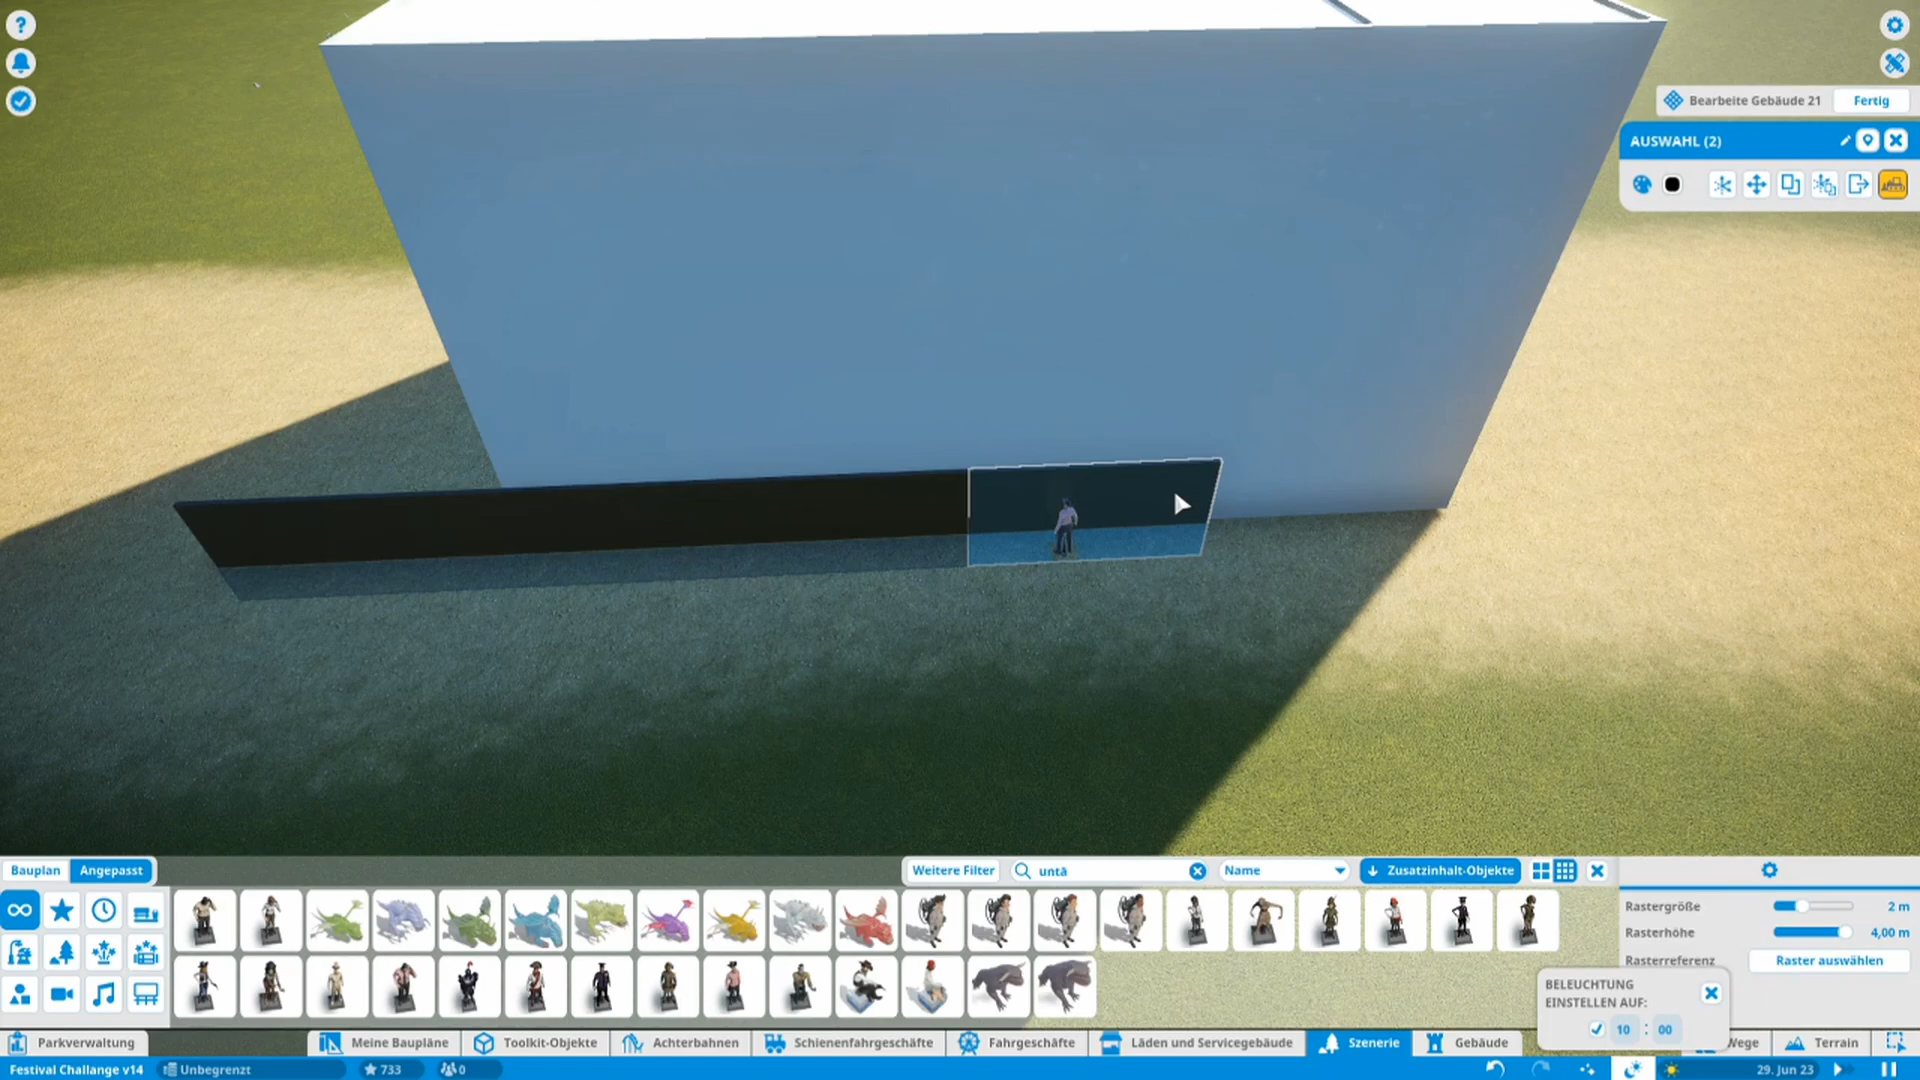 ?
Bearbeite Gebäude 21
Fertig
AUSWAHL (2)
Bauplan
Angepasst
Weitere Filter
untä
Name
Zusatzinhalt-Objekte
Rastergröße
2 m
Rasterhöhe
4,00 m
Rasterreferenz
Raster auswählen
BELEUCHTUNG
EINSTELLEN AUF:
10 : 00
Parkverwaltung
Meine Baupläne
Toolkit-Objekte
Achterbahnen
Schienenfahrgeschäfte
Fahrgeschäfte
Läden und Servicegebäude
Szenerie
Gebäude
Wege
Terrain
Festival Challange v14
Unbegrenzt
733
0
29. Jun 23